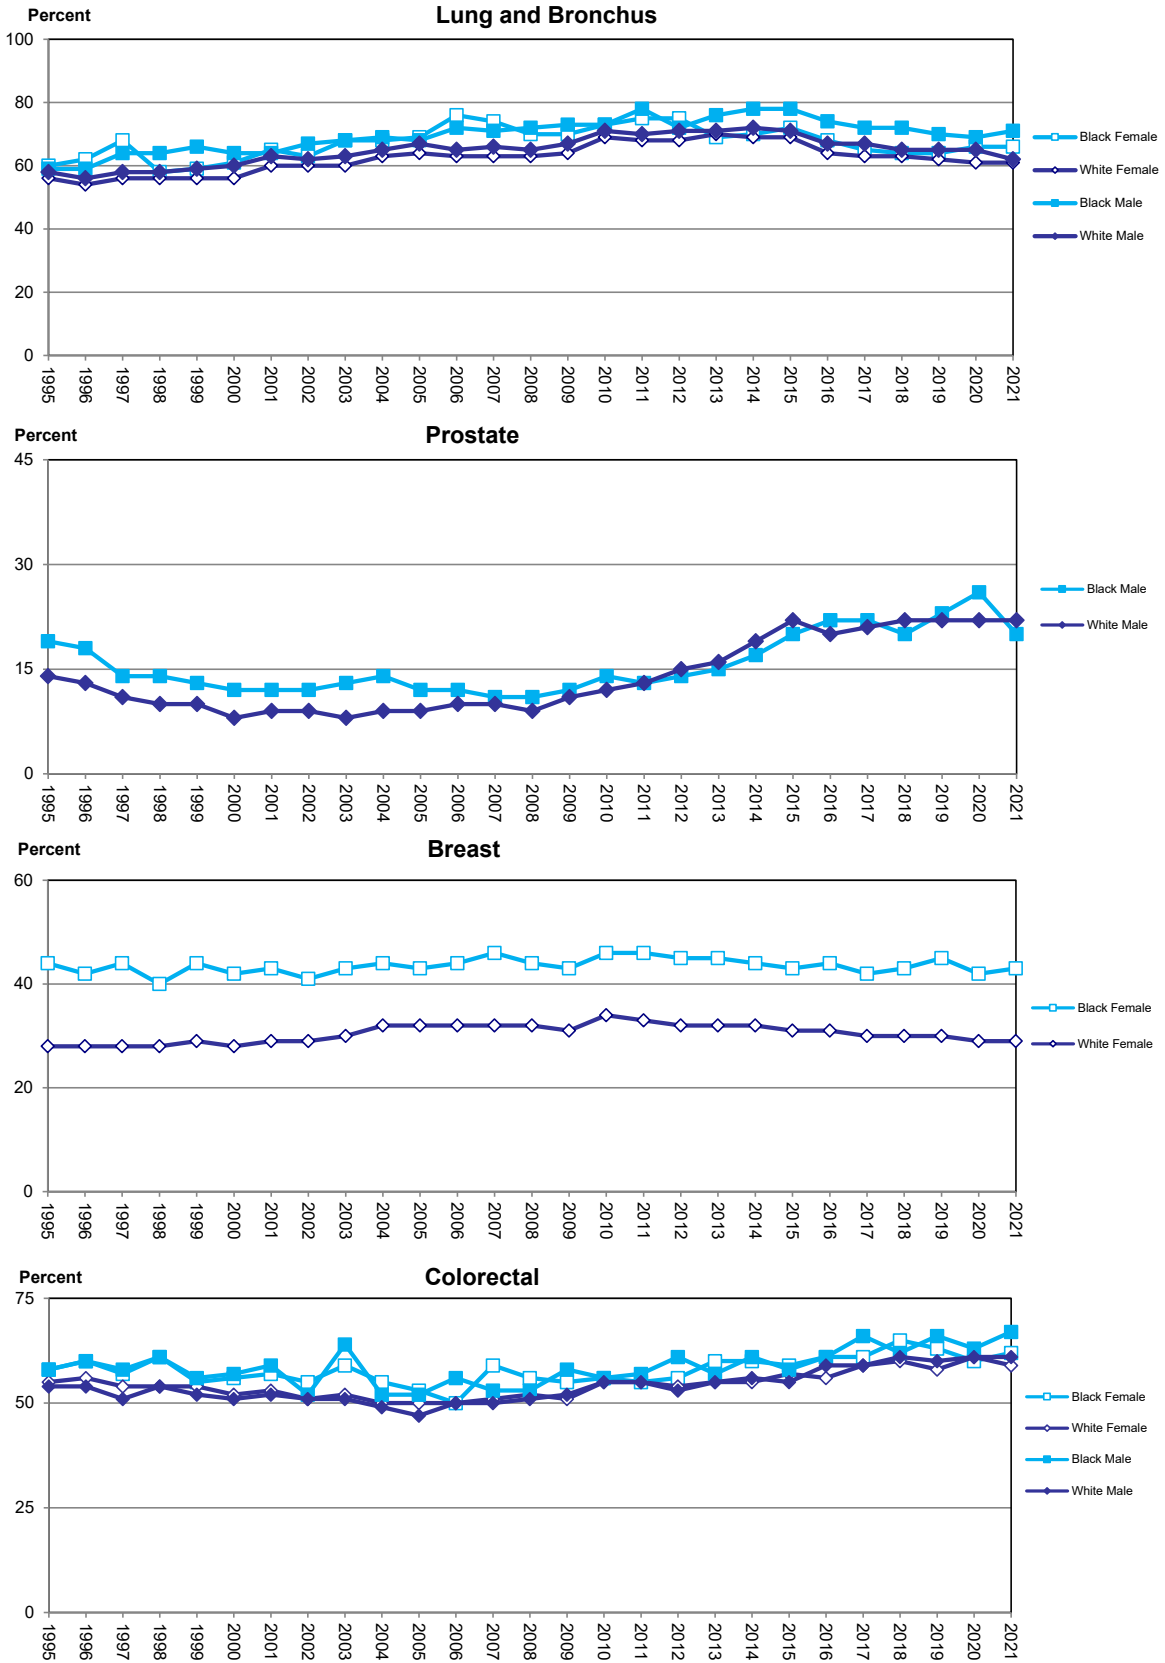 Percent Lung and Bronchus
100
80
60
40
20
0
Black Female
White Female
Black Male
White Male
1995 1996 1997 1998 1999 2000 2001 2002 2003 2004 2005 2006 2007 2008 2009 2010 2011 2012 2013 2014 2015 2016 2017 2018 2019 2020 2021
Percent Prostate
45
30
15
0
Black Male
White Male
1995 1996 1997 1998 1999 2000 2001 2002 2003 2004 2005 2006 2007 2008 2009 2010 2011 2012 2013 2014 2015 2016 2017 2018 2019 2020 2021
Percent Breast
60
40
20
0
Black Female
White Female
1995 1996 1997 1998 1999 2000 2001 2002 2003 2004 2005 2006 2007 2008 2009 2010 2011 2012 2013 2014 2015 2016 2017 2018 2019 2020 2021
Percent Colorectal
75
50
25
0
Black Female
White Female
Black Male
White Male
1995 1996 1997 1998 1999 2000 2001 2002 2003 2004 2005 2006 2007 2008 2009 2010 2011 2012 2013 2014 2015 2016 2017 2018 2019 2020 2021